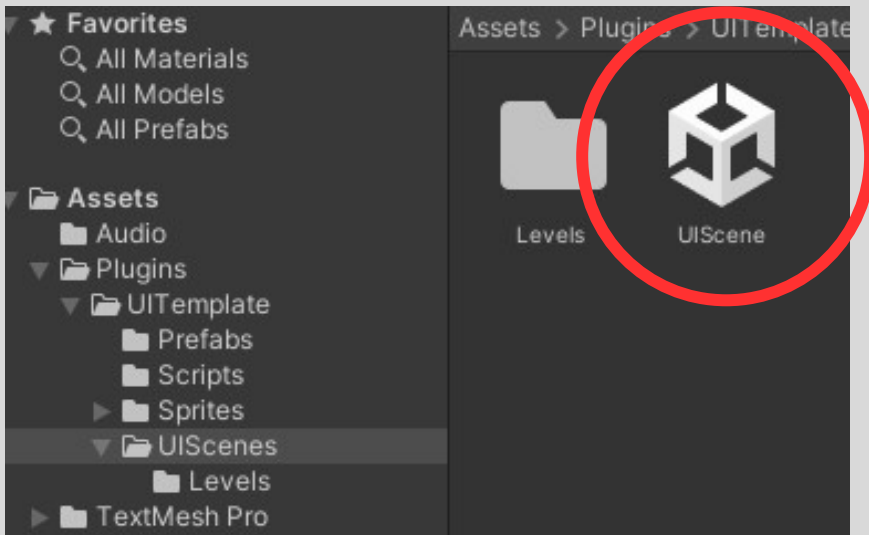 Favorites
All Materials
All Models
All Prefabs
Assets
Audio
Plugins
UITemplate
Prefabs
Scripts
Sprites
UIScenes
Levels
TextMesh Pro
Assets > Plugins > UITemplate
Levels
UIScene